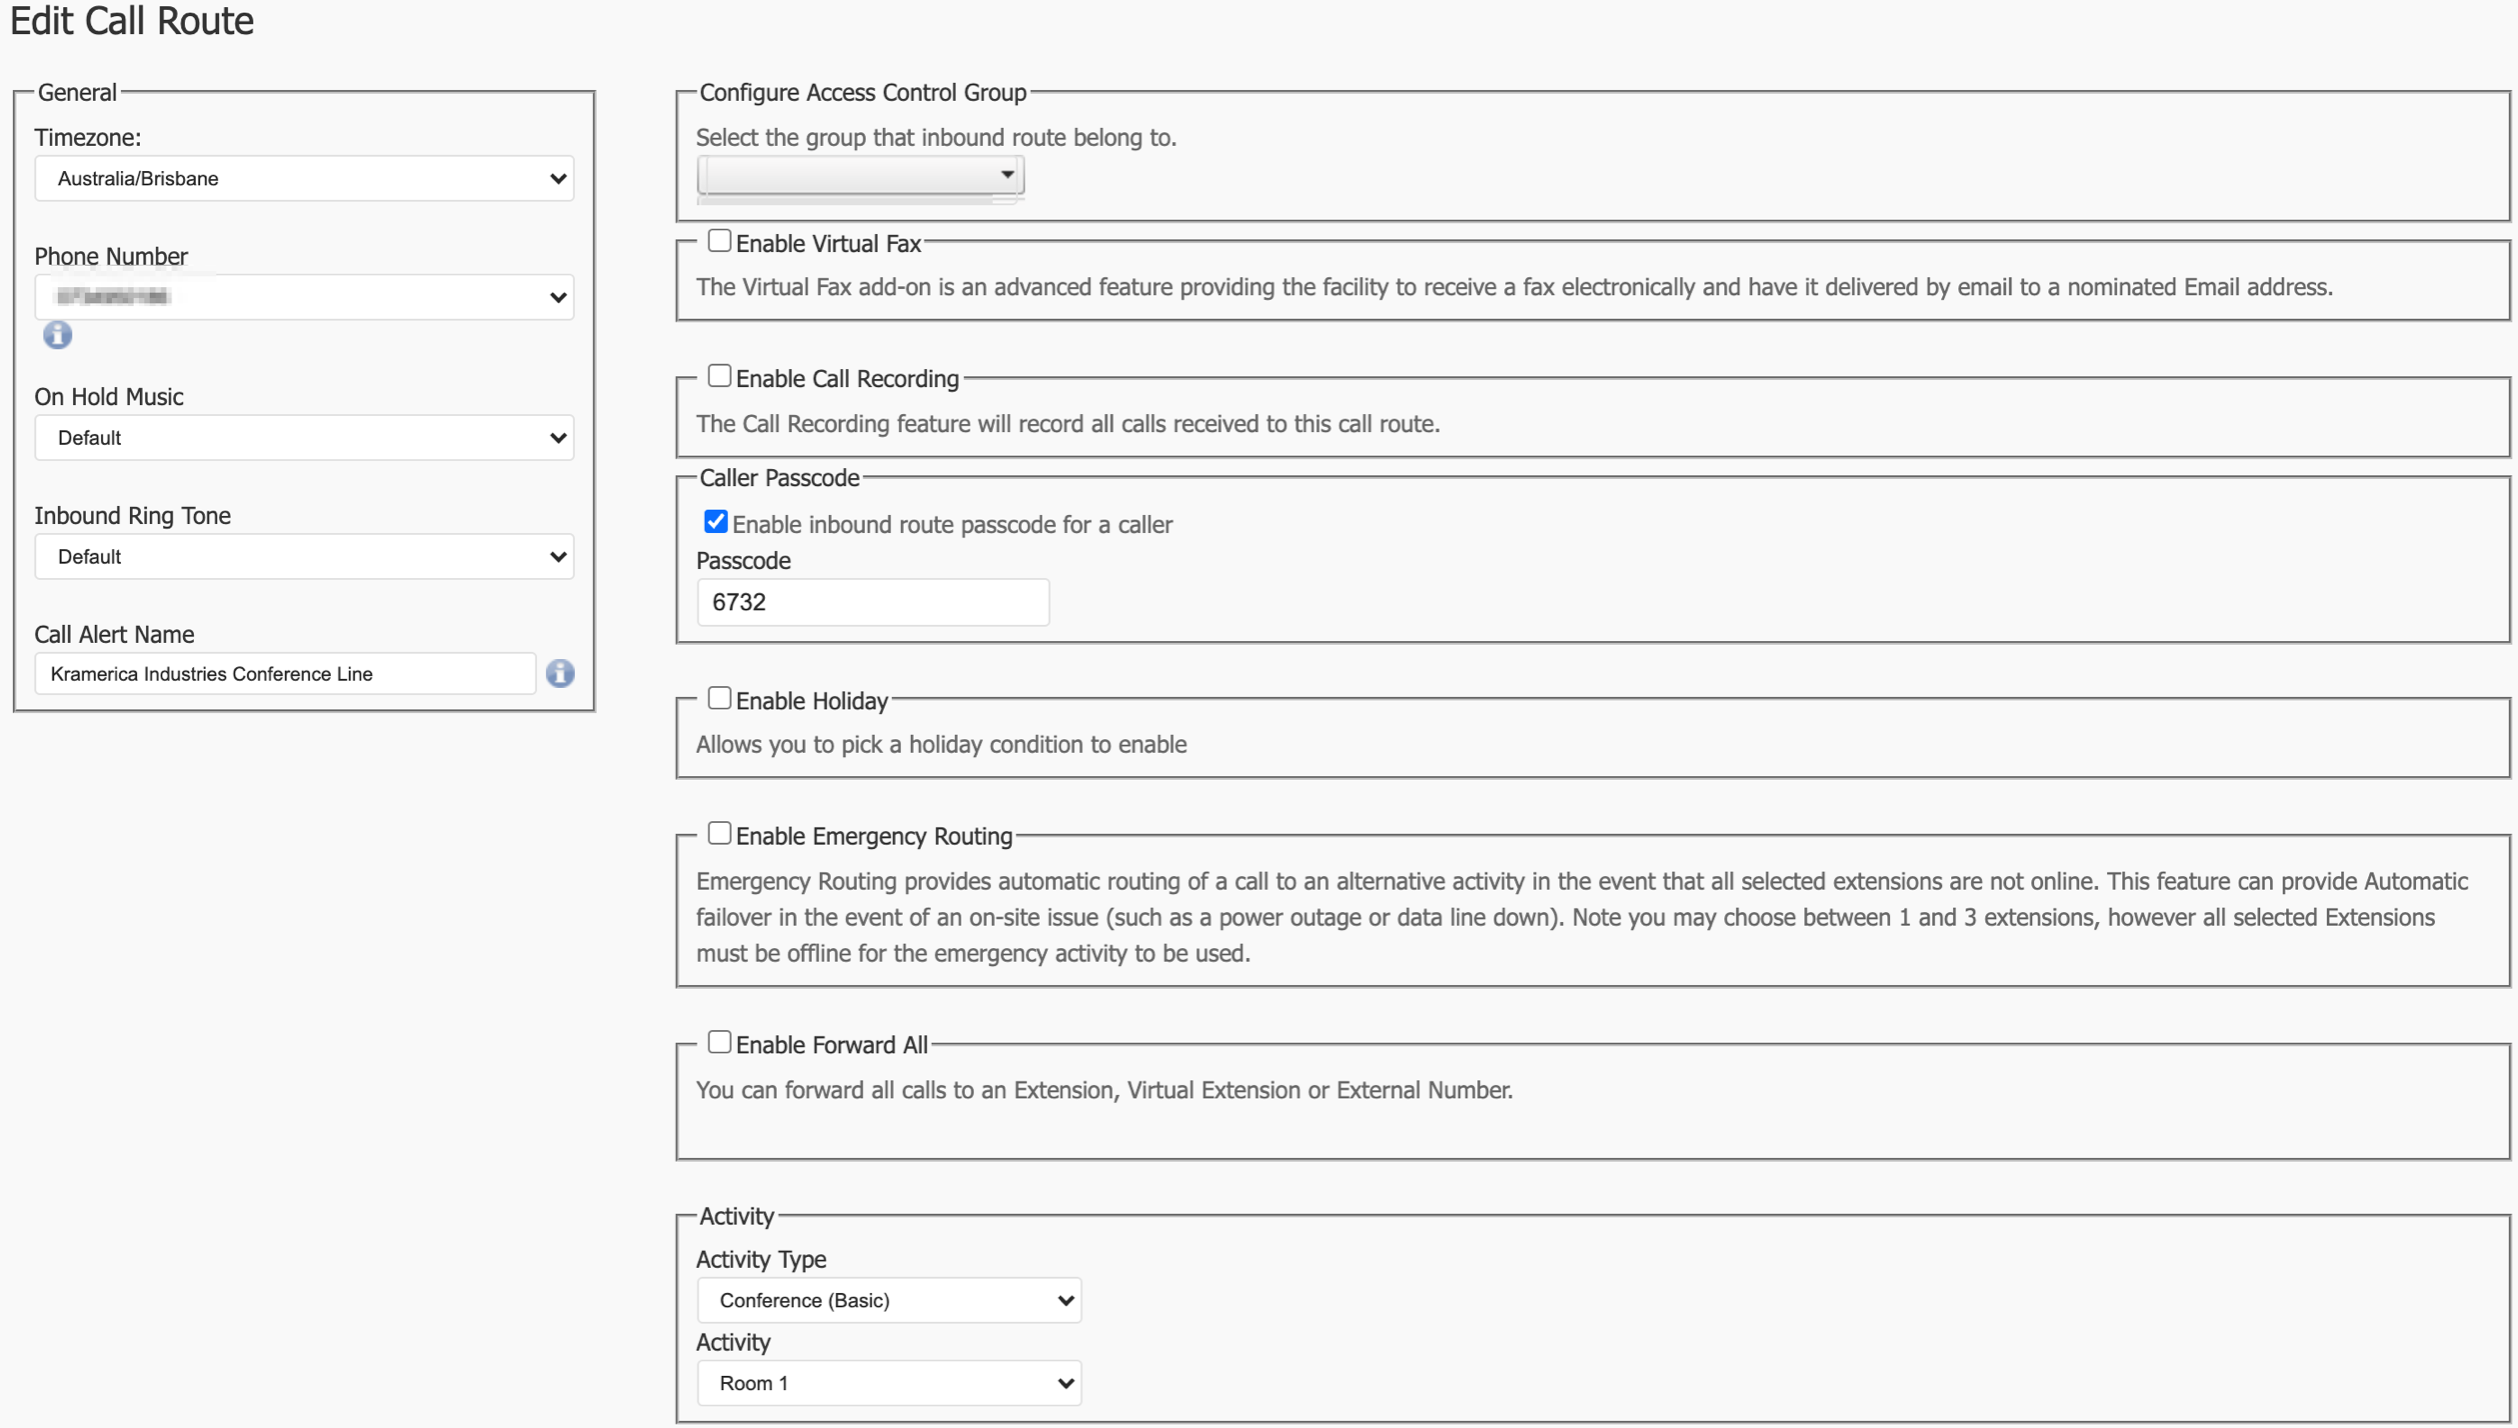 Edit Call Route
General
Timezone:
Australia/Brisbane
Phone Number
On Hold Music
Default
Inbound Ring Tone
Default
Call Alert Name
Kramerica Industries Conference Line
Configure Access Control Group
Select the group that inbound route belong to.
Enable Virtual Fax
The Virtual Fax add-on is an advanced feature providing the facility to receive a fax electronically and have it delivered by email to a nominated Email address.
Enable Call Recording
The Call Recording feature will record all calls received to this call route.
Caller Passcode
Enable inbound route passcode for a caller
Passcode
6732
Enable Holiday
Allows you to pick a holiday condition to enable
Enable Emergency Routing
Emergency Routing provides automatic routing of a call to an alternative activity in the event that all selected extensions are not online. This feature can provide Automatic
failover in the event of an on-site issue (such as a power outage or data line down). Note you may choose between 1 and 3 extensions, however all selected Extensions
must be offline for the emergency activity to be used.
Enable Forward All
You can forward all calls to an Extension, Virtual Extension or External Number.
Activity
Activity Type
Conference (Basic)
Activity
Room 1